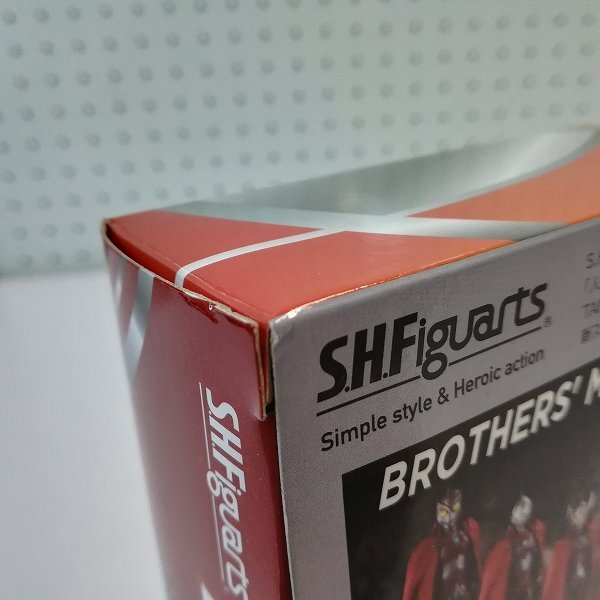 S.H.Figuarts
Simple style & Heroic action
BROTHERS' M
S.H.Figuarts